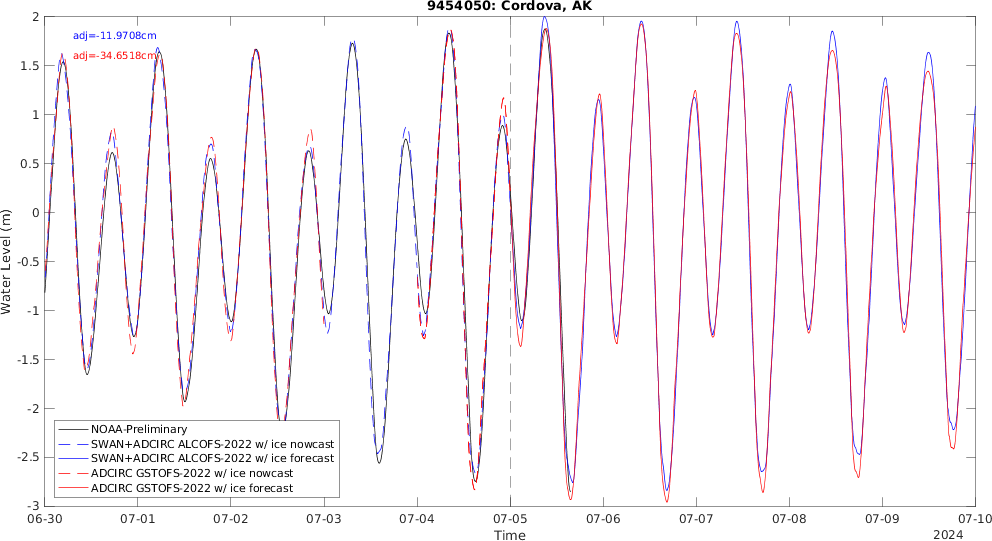 9454050: Cordova, AK
adj=-11.9708cm
adj=-34.6518cm
2
1.5
1
0.5
0
-0.5
-1
-1.5
-2
-2.5
-3
Water Level (m)
NOAA-Preliminary
SWAN+ADCIRC ALCOFS-2022 w/ ice nowcast
SWAN+ADCIRC ALCOFS-2022 w/ ice forecast
ADCIRC GSTOFS-2022 w/ ice nowcast
ADCIRC GSTOFS-2022 w/ ice forecast
06-30 07-01 07-02 07-03 07-04 07-05 07-06 07-07 07-08 07-09 07-10
Time
2024